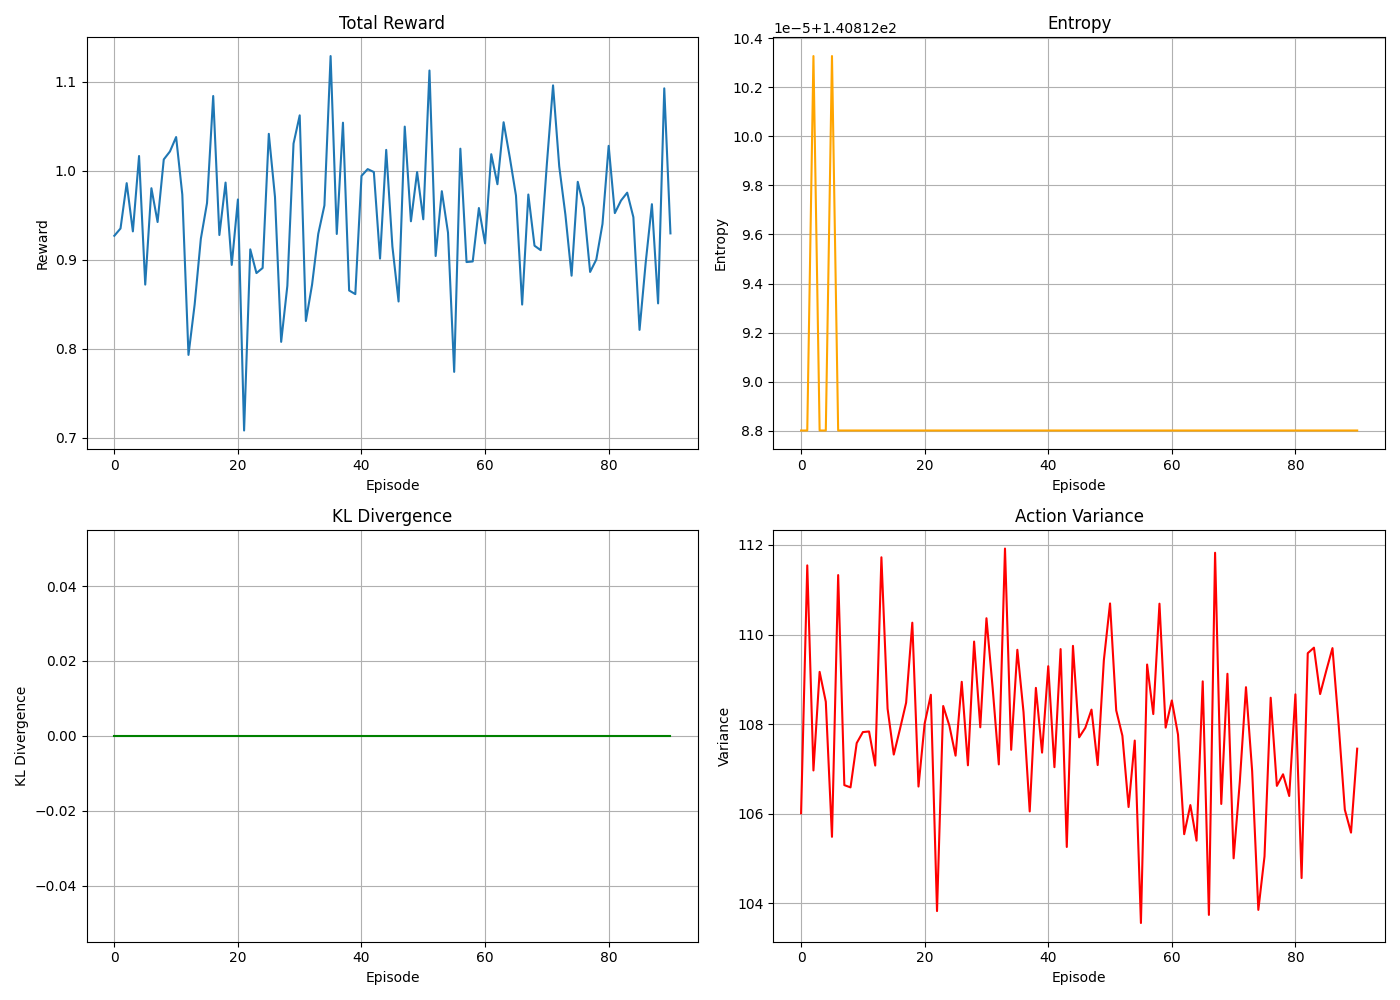 Total Reward
1.1
1.0
0.9
0.8
0.7
Reward
0 20 40 60 80
Episode
Entropy
1e−5+1.40812e2
10.4
10.2
10.0
9.8
9.6
9.4
9.2
9.0
8.8
Entropy
0 20 40 60 80
Episode
KL Divergence
0.04
0.02
0.00
−0.02
−0.04
KL Divergence
0 20 40 60 80
Episode
Action Variance
112
110
108
106
104
Variance
0 20 40 60 80
Episode